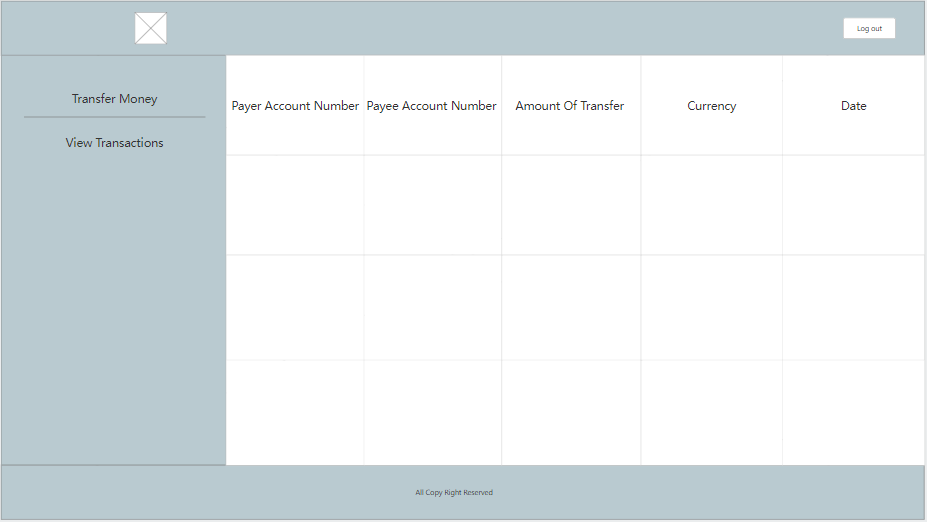 Log out
Transfer Money
View Transactions
Payer Account Number
Payee Account Number
Amount Of Transfer
Currency
Date
All Copy Right Reserved